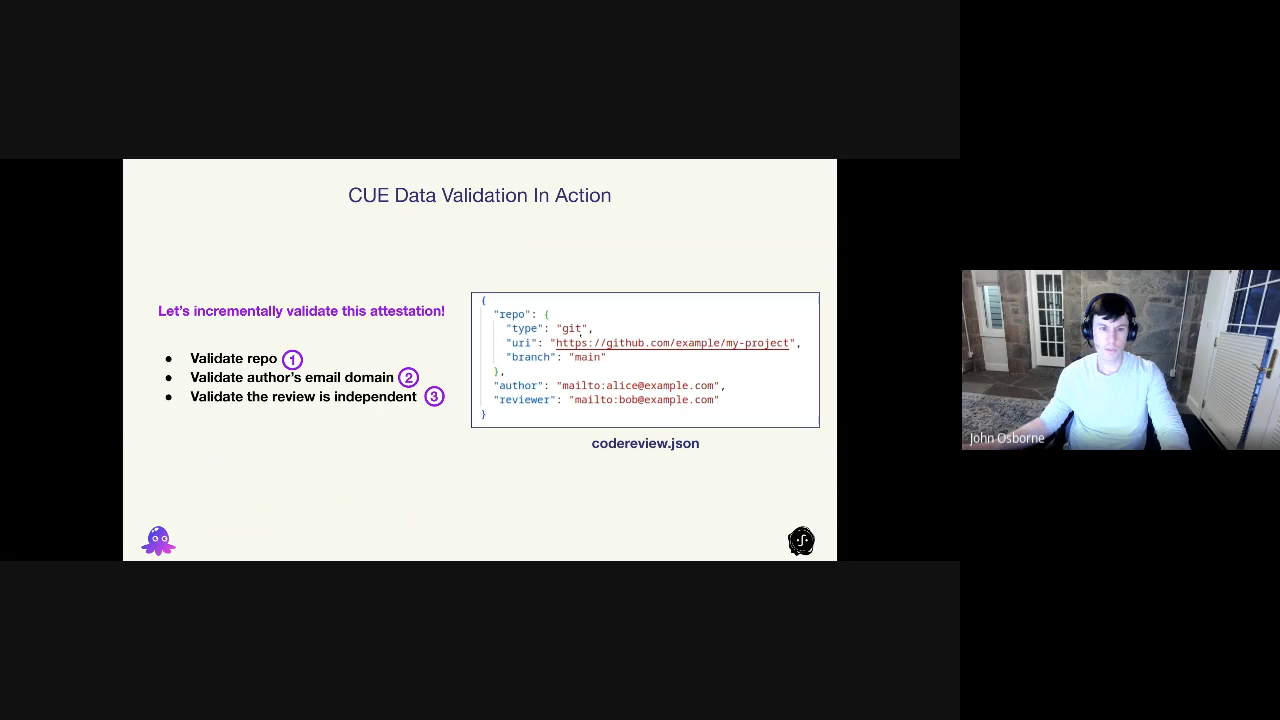 CUE Data Validation In Action
Let's incrementally validate this attestation!
● Validate repo 1
● Validate author's email domain 2
● Validate the review is independent 3
{
"repo": {
"type": "git",
"uri": "https://github.com/example/my-project",
"branch": "main"
},
"author": "mailto:alice@example.com",
"reviewer": "mailto:bob@example.com"
}
codereview.json
John Osborne